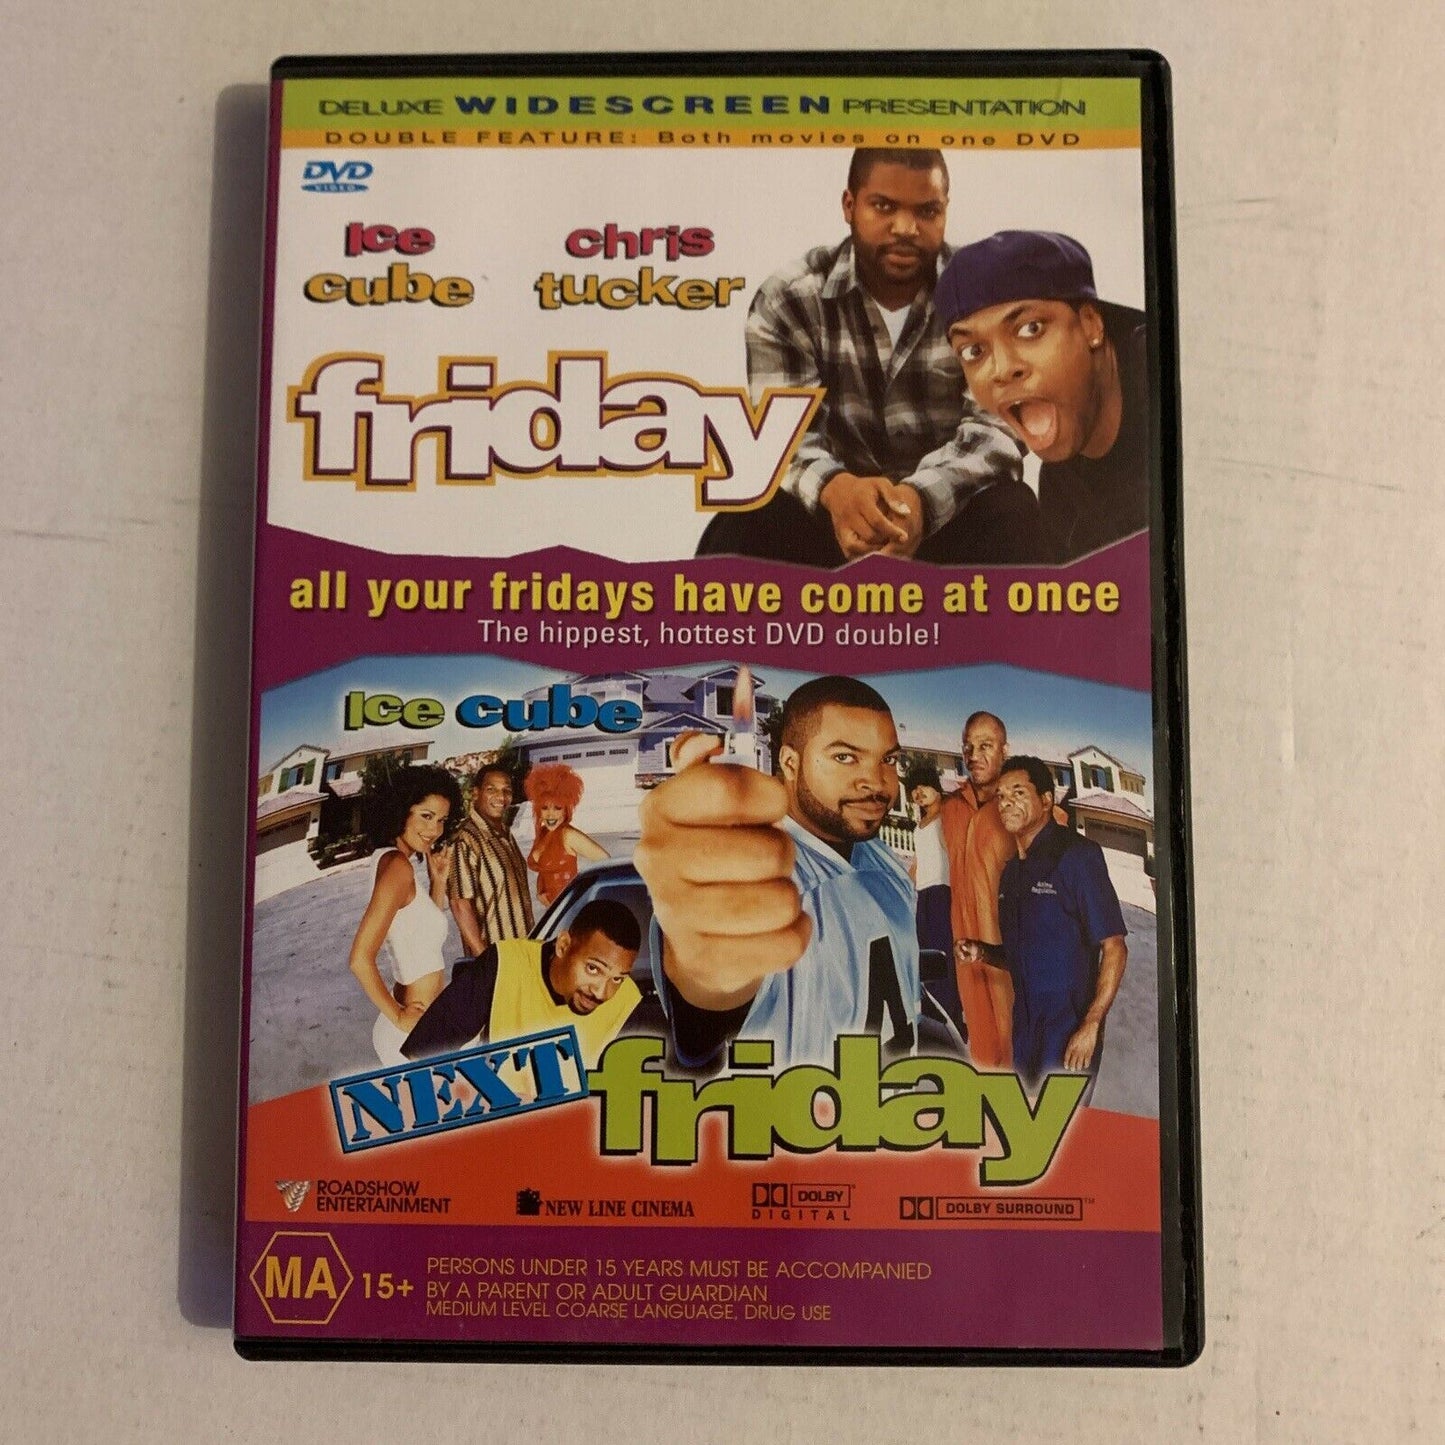 DELUXE WIDESCREEN PRESENTATION
DOUBLE FEATURE: Both movies on one DVD
DVD
VIDEO
Ice cube
chris tucker
friday
all your fridays have come at once
The hippest, hottest DVD double!
Ice cube
NEXT friday
ROADSHOW ENTERTAINMENT
NEW LINE CINEMA
DOLBY DIGITAL
DOLBY SURROUND™
MA 15+
PERSONS UNDER 15 YEARS MUST BE ACCOMPANIED
BY A PARENT OR ADULT GUARDIAN
MEDIUM LEVEL COARSE LANGUAGE, DRUG USE